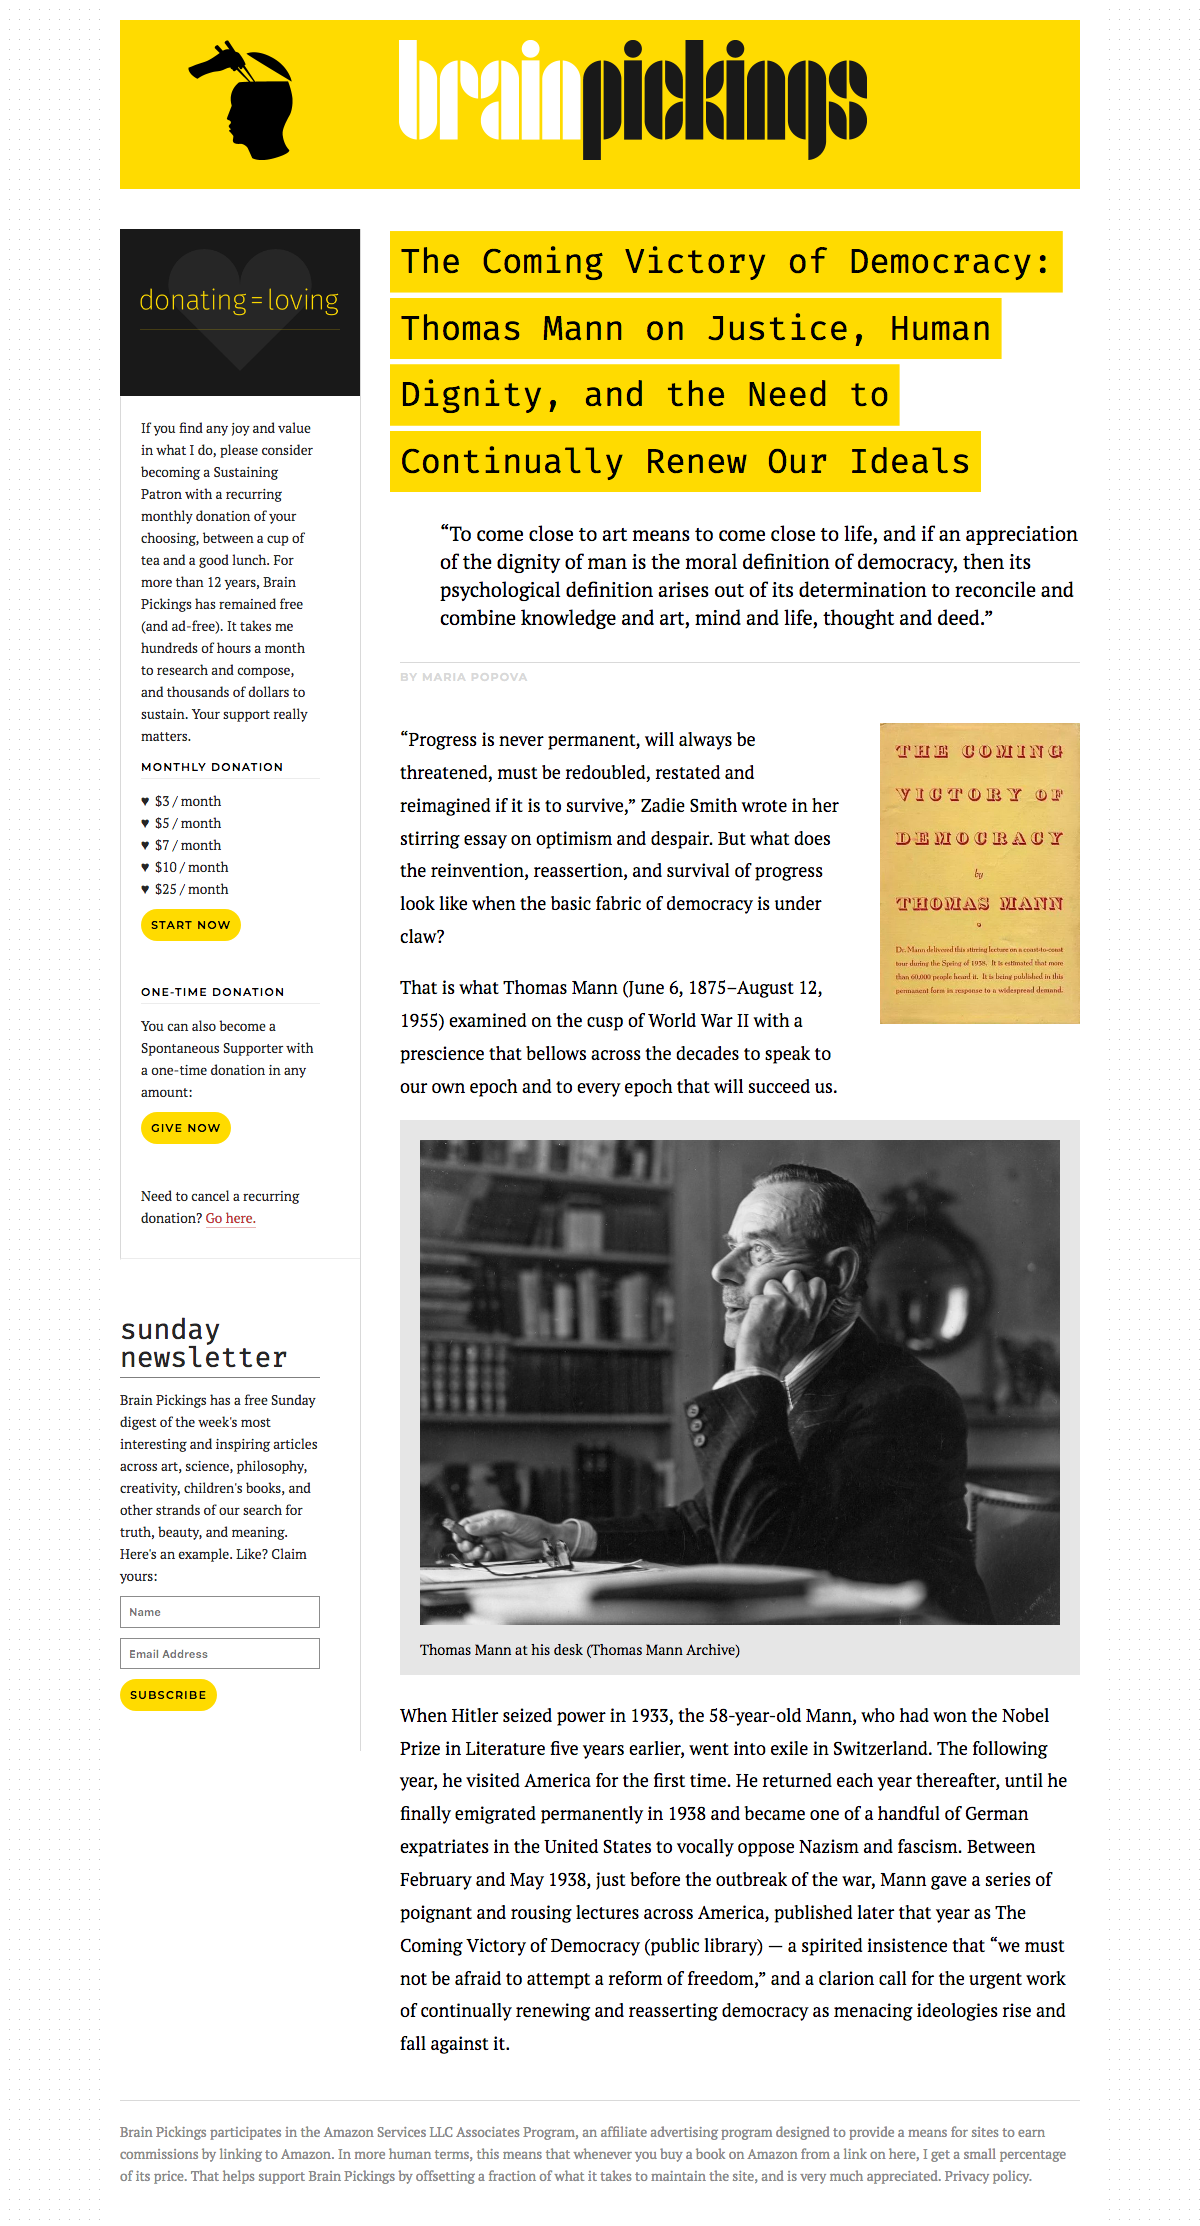 brainpickings
donating=loving
If you find any joy and value
in what I do, please consider
becoming a Sustaining
Patron with a recurring
monthly donation of your
choosing, between a cup of
tea and a good lunch. For
more than 12 years, Brain
Pickings has remained free
(and ad-free). It takes me
hundreds of hours a month
to research and compose,
and thousands of dollars to
sustain. Your support really
matters.
MONTHLY DONATION
♥ $3 / month
♥ $5 / month
♥ $7 / month
♥ $10 / month
♥ $25 / month
START NOW
ONE-TIME DONATION
You can also become a
Spontaneous Supporter with
a one-time donation in any
amount:
GIVE NOW
Need to cancel a recurring
donation? Go here.
sunday
newsletter
Brain Pickings has a free Sunday
digest of the week's most
interesting and inspiring articles
across art, science, philosophy,
creativity, children's books, and
other strands of our search for
truth, beauty, and meaning.
Here's an example. Like? Claim
yours:
Name
Email Address
SUBSCRIBE
The Coming Victory of Democracy:
Thomas Mann on Justice, Human
Dignity, and the Need to
Continually Renew Our Ideals
“To come close to art means to come close to life, and if an appreciation
of the dignity of man is the moral definition of democracy, then its
psychological definition arises out of its determination to reconcile and
combine knowledge and art, mind and life, thought and deed.”
BY MARIA POPOVA
“Progress is never permanent, will always be
threatened, must be redoubled, restated and
reimagined if it is to survive,” Zadie Smith wrote in her
stirring essay on optimism and despair. But what does
the reinvention, reassertion, and survival of progress
look like when the basic fabric of democracy is under
claw?
THE COMING
VICTORY OF
DEMOCRACY
by
THOMAS MANN
Dr. Mann delivered this stirring lecture on a coast-to-coast
tour during the Spring of 1938. It is estimated that more
than 60,000 people heard it. It is being published in this
permanent form in response to a widespread demand.
That is what Thomas Mann (June 6, 1875–August 12,
1955) examined on the cusp of World War II with a
prescience that bellows across the decades to speak to
our own epoch and to every epoch that will succeed us.
Thomas Mann at his desk (Thomas Mann Archive)
When Hitler seized power in 1933, the 58-year-old Mann, who had won the Nobel
Prize in Literature five years earlier, went into exile in Switzerland. The following
year, he visited America for the first time. He returned each year thereafter, until he
finally emigrated permanently in 1938 and became one of a handful of German
expatriates in the United States to vocally oppose Nazism and fascism. Between
February and May 1938, just before the outbreak of the war, Mann gave a series of
poignant and rousing lectures across America, published later that year as The
Coming Victory of Democracy (public library) — a spirited insistence that “we must
not be afraid to attempt a reform of freedom,” and a clarion call for the urgent work
of continually renewing and reasserting democracy as menacing ideologies rise and
fall against it.
Brain Pickings participates in the Amazon Services LLC Associates Program, an affiliate advertising program designed to provide a means for sites to earn
commissions by linking to Amazon. In more human terms, this means that whenever you buy a book on Amazon from a link on here, I get a small percentage
of its price. That helps support Brain Pickings by offsetting a fraction of what it takes to maintain the site, and is very much appreciated. Privacy policy.